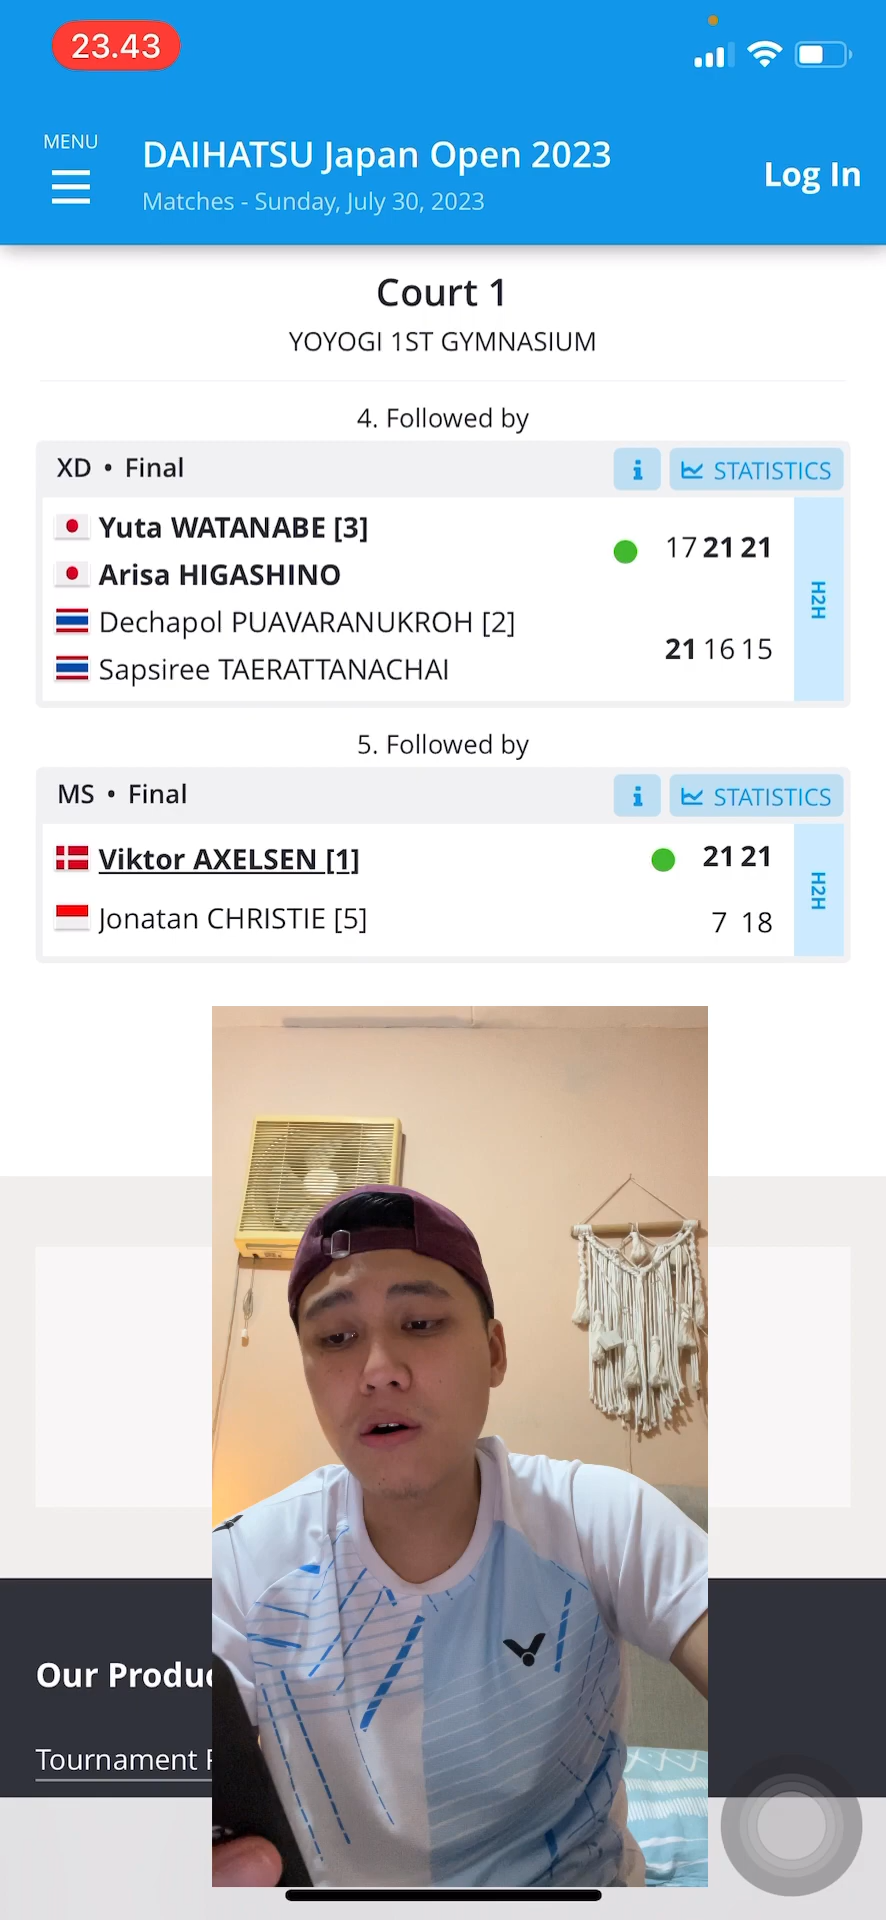 23.43
MENU
DAIHATSU Japan Open 2023
Matches - Sunday, July 30, 2023
Log In
Court 1
YOYOGI 1ST GYMNASIUM
4. Followed by
XD • Final
i
STATISTICS
Yuta WATANABE [3]
Arisa HIGASHINO
17 21 21
Dechapol PUAVARANUKROH [2]
Sapsiree TAERATTANACHAI
21 16 15
H2H
5. Followed by
MS • Final
i
STATISTICS
Viktor AXELSEN [1]
21 21
Jonatan CHRISTIE [5]
7 18
H2H
Our Produc
Tournament